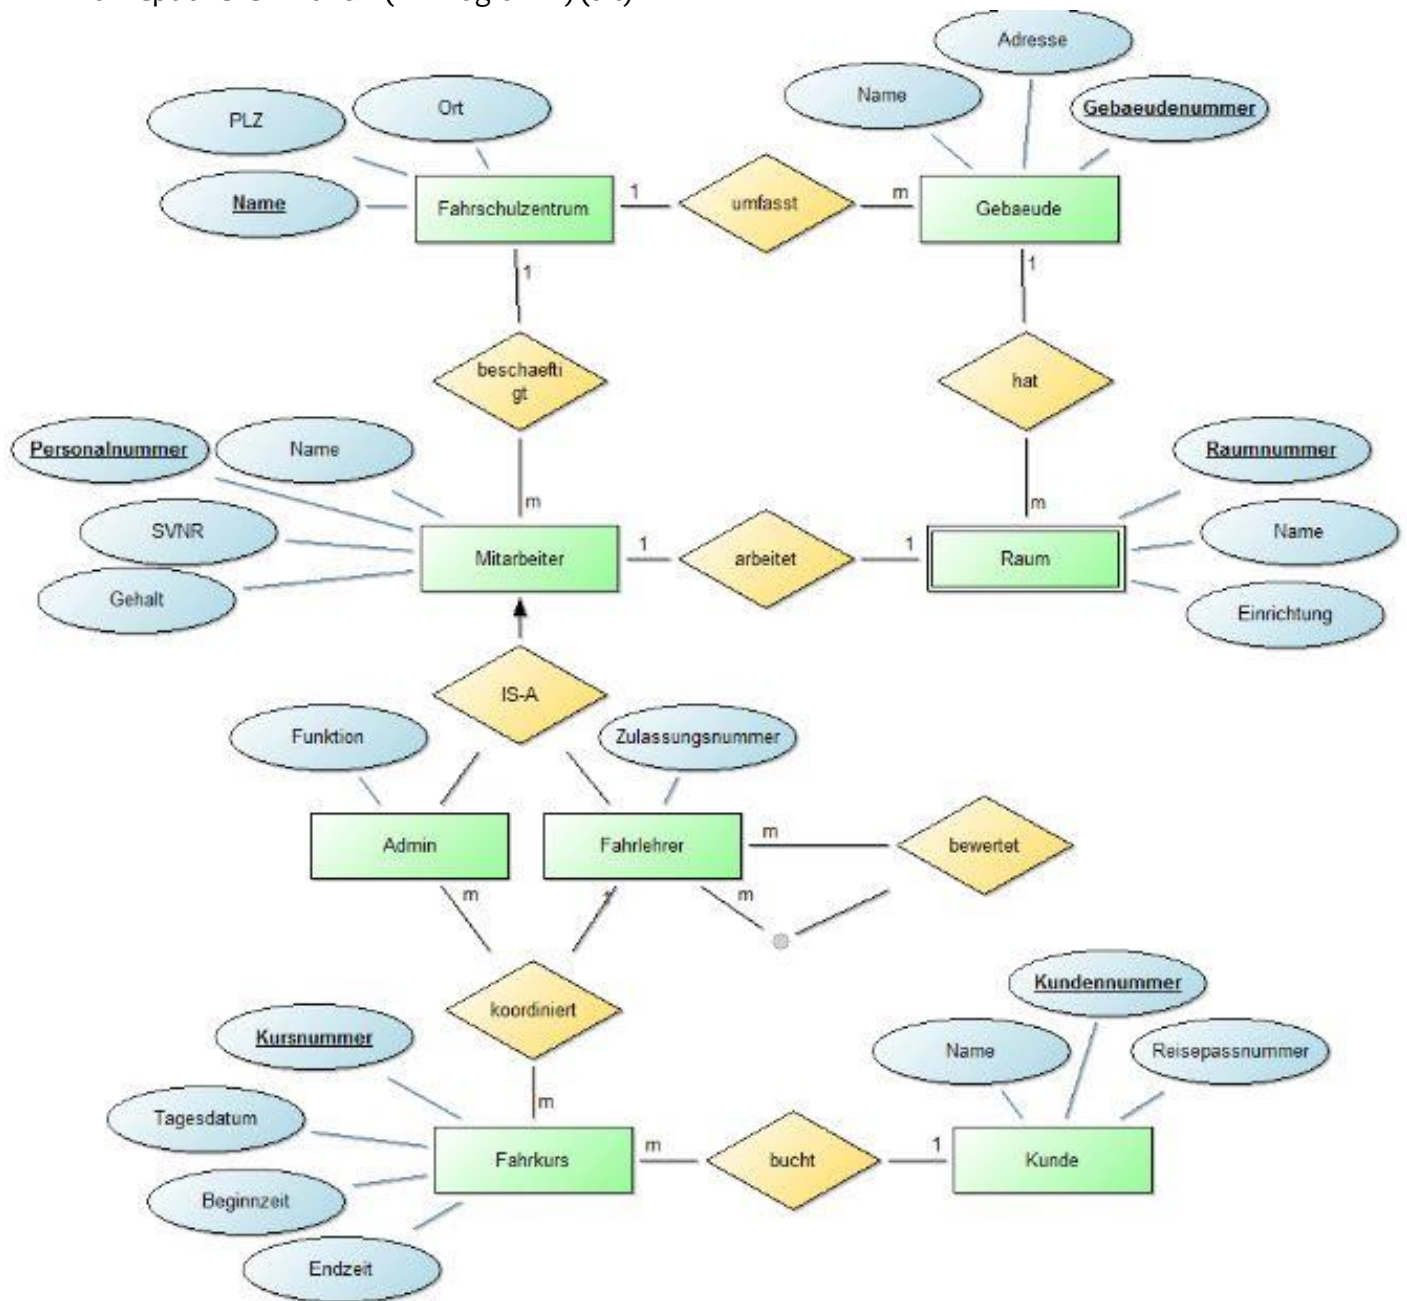 Adresse
Name
Gebaeudenummer
Ort
PLZ
Name
Fahrschulzentrum
1
umfasst
m
Gebaeude
1
1
beschaefti
gt
hat
Personalnummer
Name
Raumnummer
m
m
SVNR
Name
Mitarbeiter
1
arbeitet
1
Raum
Gehalt
Einrichtung
IS-A
Funktion
Zulassungsnummer
Admin
Fahrlehrer
m
bewertet
m
1
m
koordiniert
Kundennummer
Kursnummer
Name
Reisepassnummer
m
Tagesdatum
Fahrkurs
m
bucht
1
Kunde
Beginnzeit
Endzeit